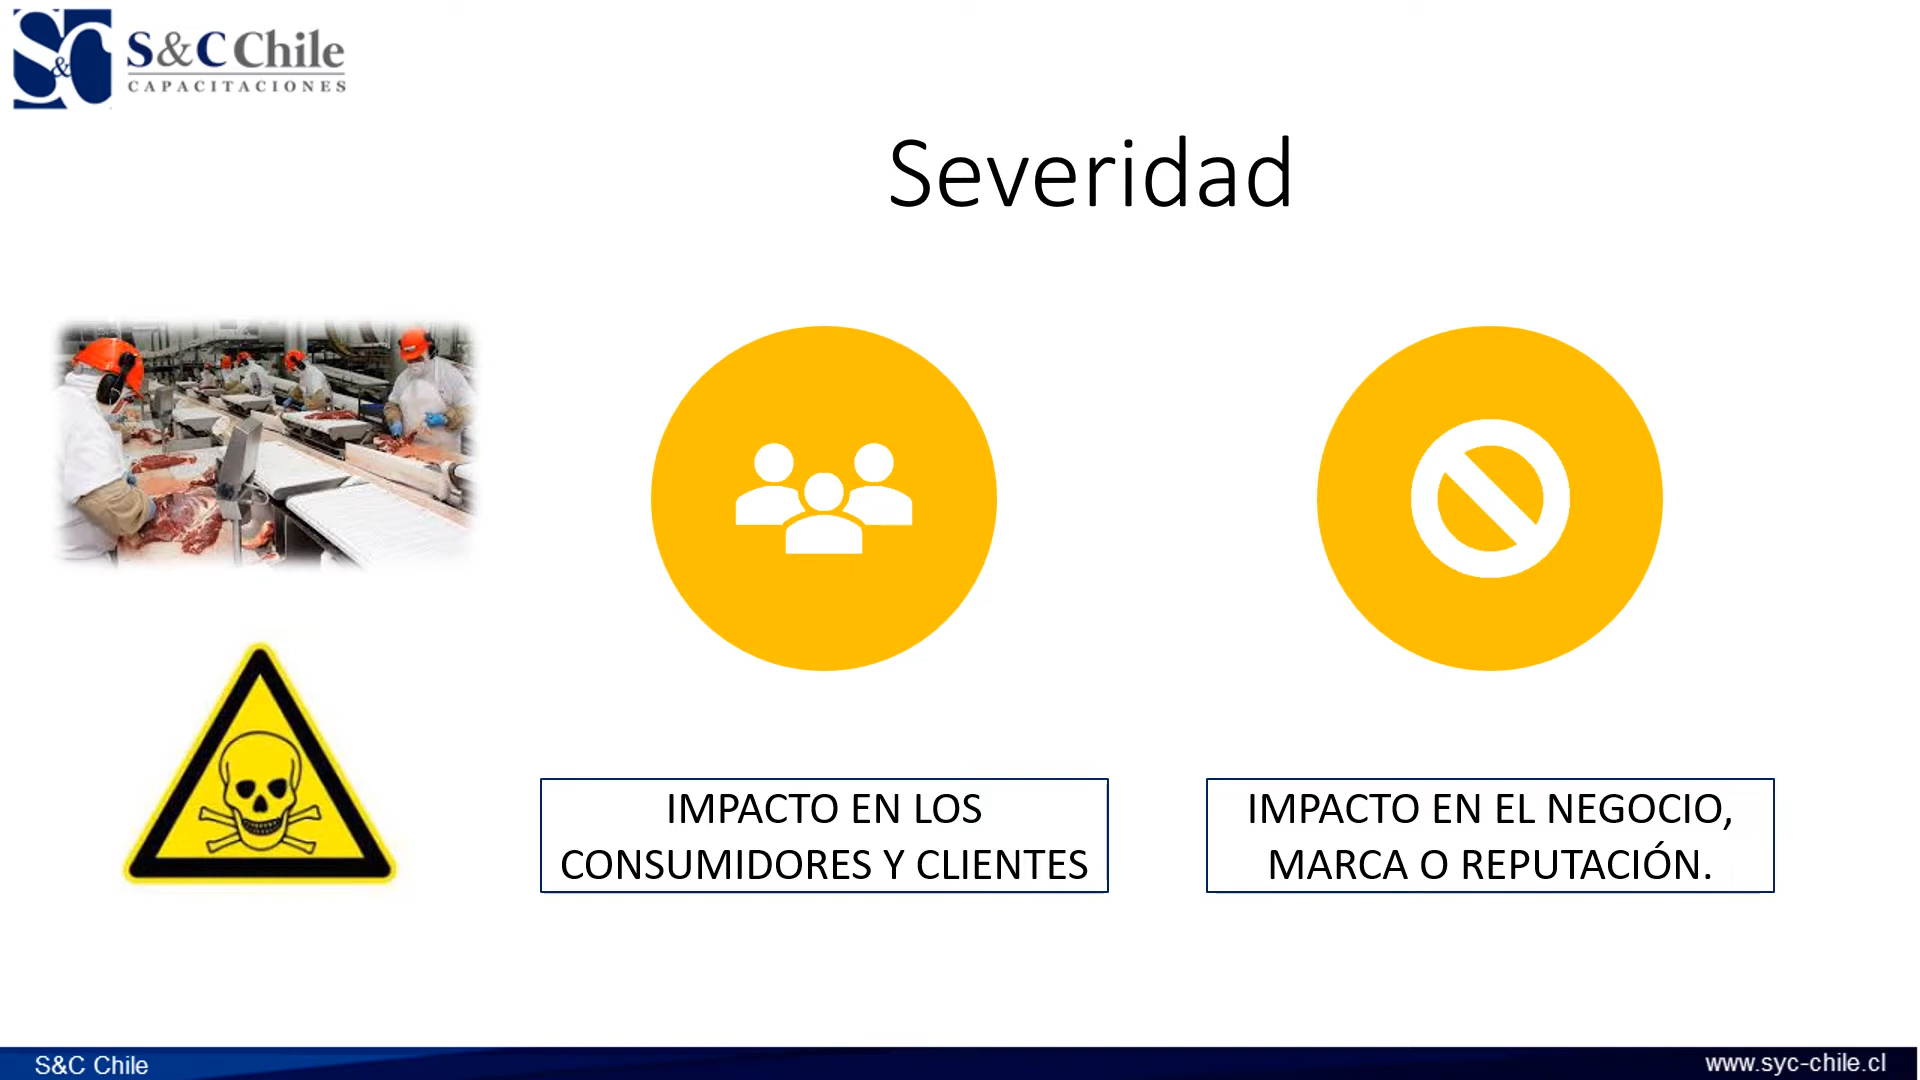 S&C
S&C Chile
CAPACITACIONES
Severidad
IMPACTO EN LOS
CONSUMIDORES Y CLIENTES
IMPACTO EN EL NEGOCIO,
MARCA O REPUTACIÓN.
S&C Chile
www.syc-chile.cl